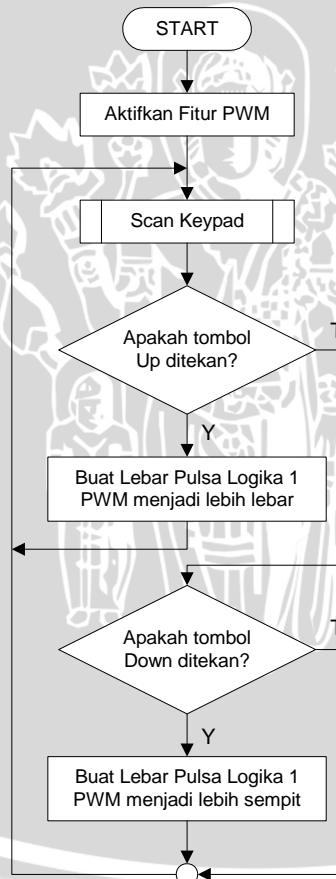 START
Aktifkan Fitur PWM
Scan Keypad
Apakah tombol
Up ditekan?
T
Y
Buat Lebar Pulsa Logika 1
PWM menjadi lebih lebar
Apakah tombol
Down ditekan?
T
Y
Buat Lebar Pulsa Logika 1
PWM menjadi lebih sempit